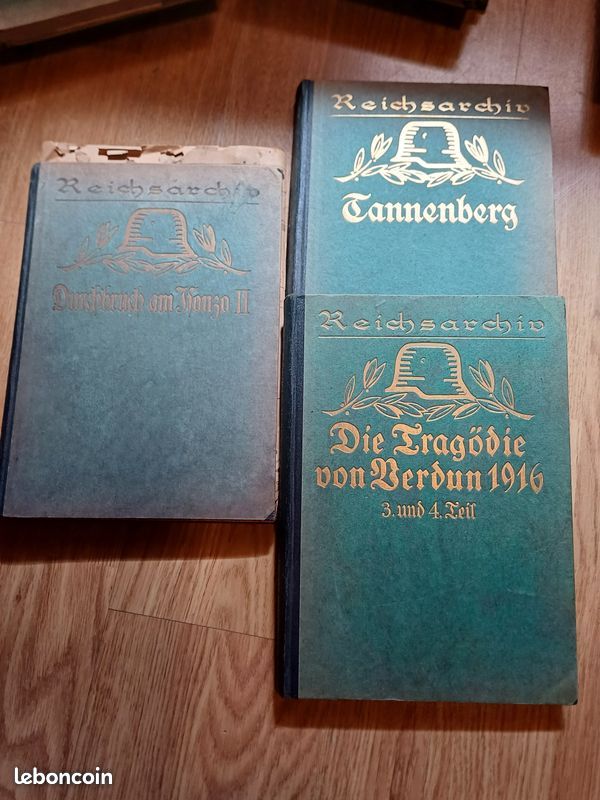 Reichsarchiv
Durchbruch am Isonzo II
Reichsarchiv
Tannenberg
Reichsarchiv
Die Tragödie
von Verdun 1916
3. und 4. Teil
leboncoin